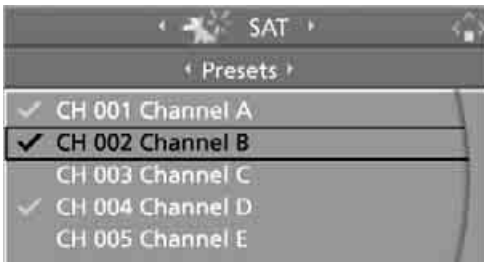 SAT
Presets
CH 001 Channel A
CH 002 Channel B
CH 003 Channel C
CH 004 Channel D
CH 005 Channel E